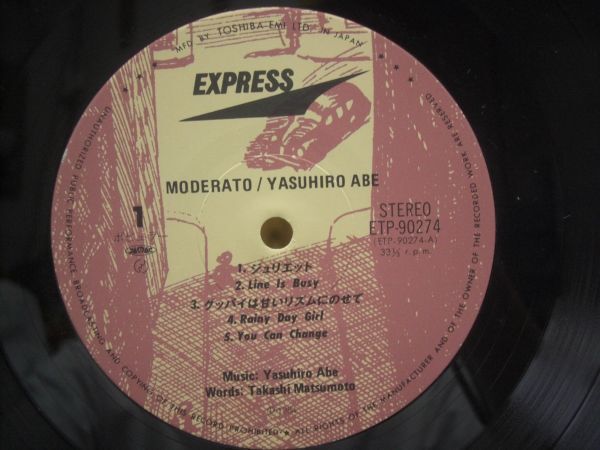 MFD BY TOSHIBA EMI LTD. IN JAPAN
EXPRESS
MODERATO / YASUHIRO ABE
1
STEREO
ETP-90274
(ETP-90274-A)
33⅓ r.p.m.
1. ジュリエット
2. Line Is Busy
3. グッバイは甘いリズムにのせて
4. Rainy Day Girl
5. You Can Change
Music: Yasuhiro Abe
Words: Takashi Matsumoto
UNAUTHORIZED PUBLIC PERFORMANCE, BROADCASTING AND COPYING OF THIS RECORD PROHIBITED ★ ALL RIGHTS OF THE MANUFACTURER AND OF THE OWNER OF THE RECORDED WORK ARE RESERVED